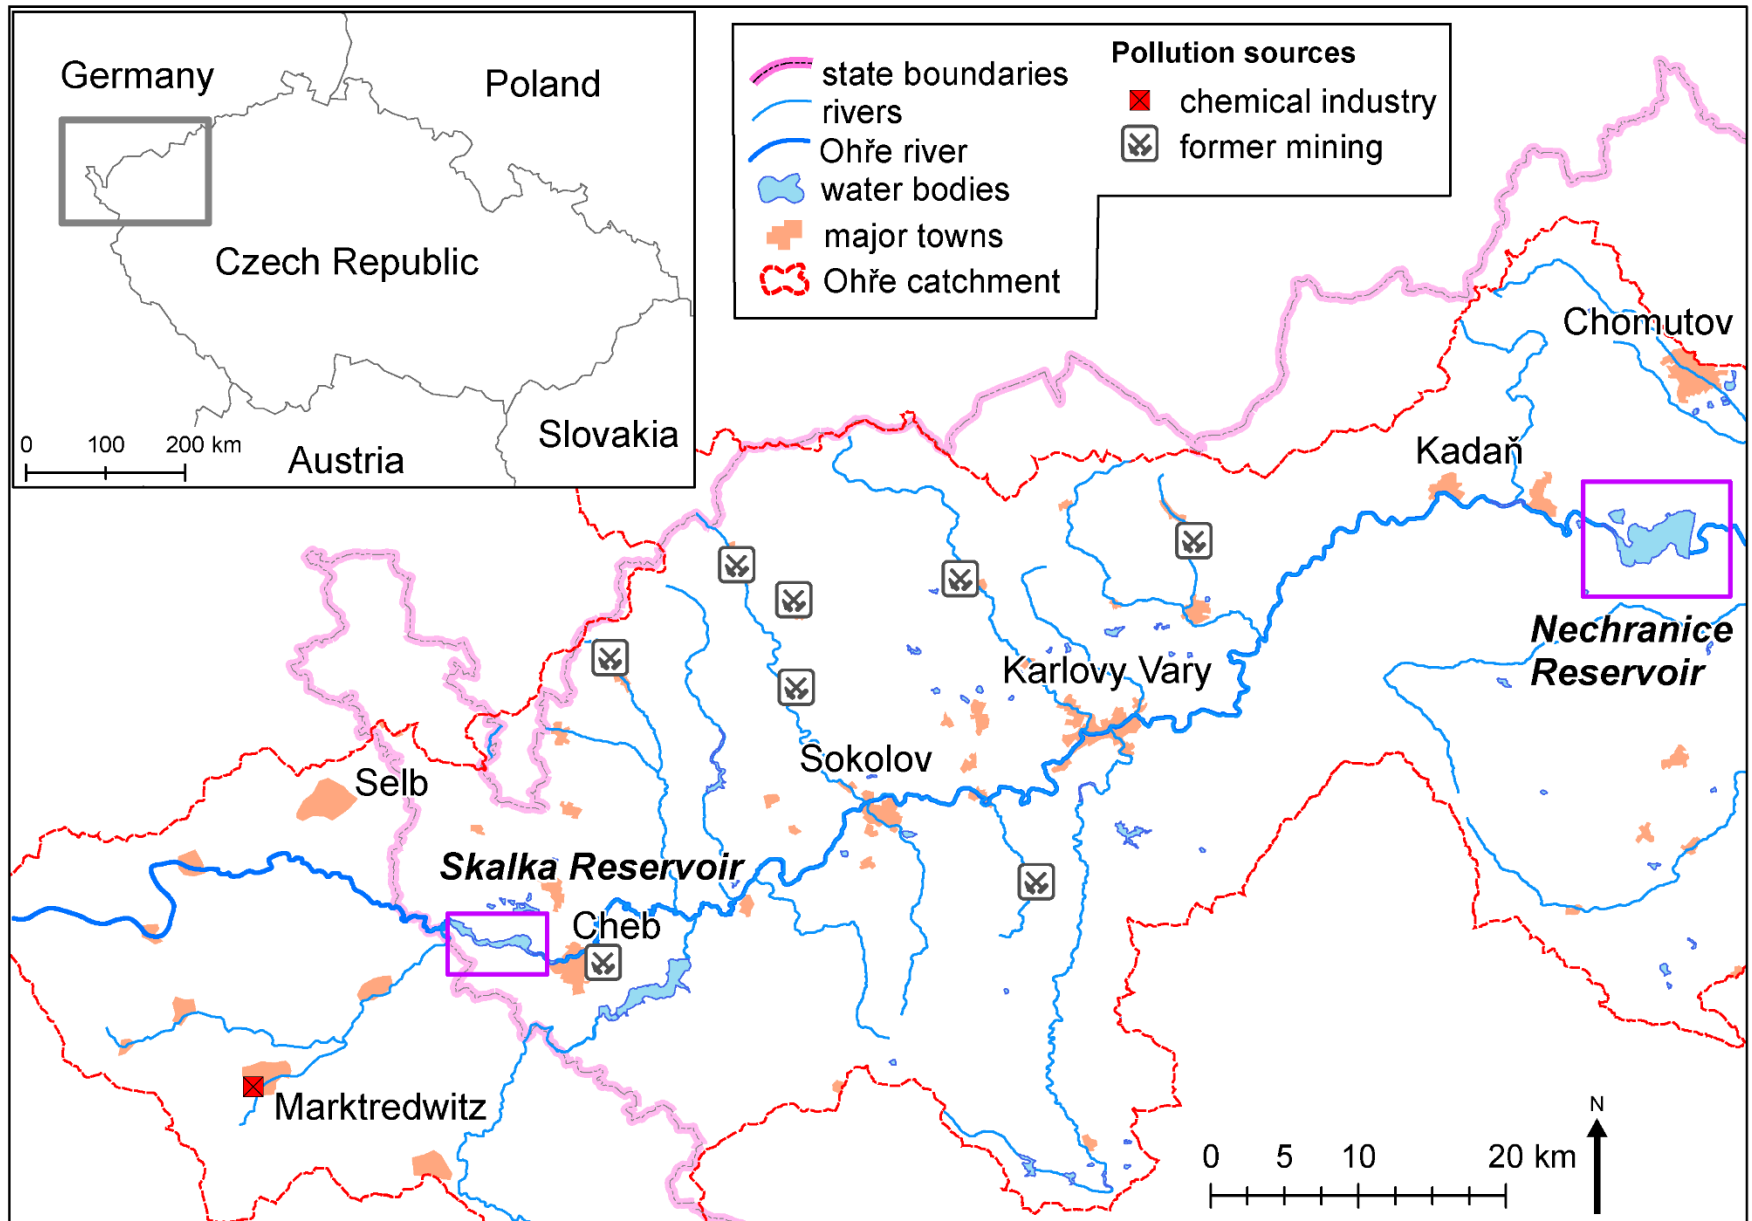 Germany
Poland
Czech Republic
Slovakia
Austria
0 100 200 km
state boundaries
rivers
Ohře river
water bodies
major towns
Ohře catchment
Pollution sources
chemical industry
former mining
Chomutov
Kadaň
Nechranice
Reservoir
Karlovy Vary
Sokolov
Selb
Skalka Reservoir
Cheb
Marktredwitz
0 5 10 20 km
N